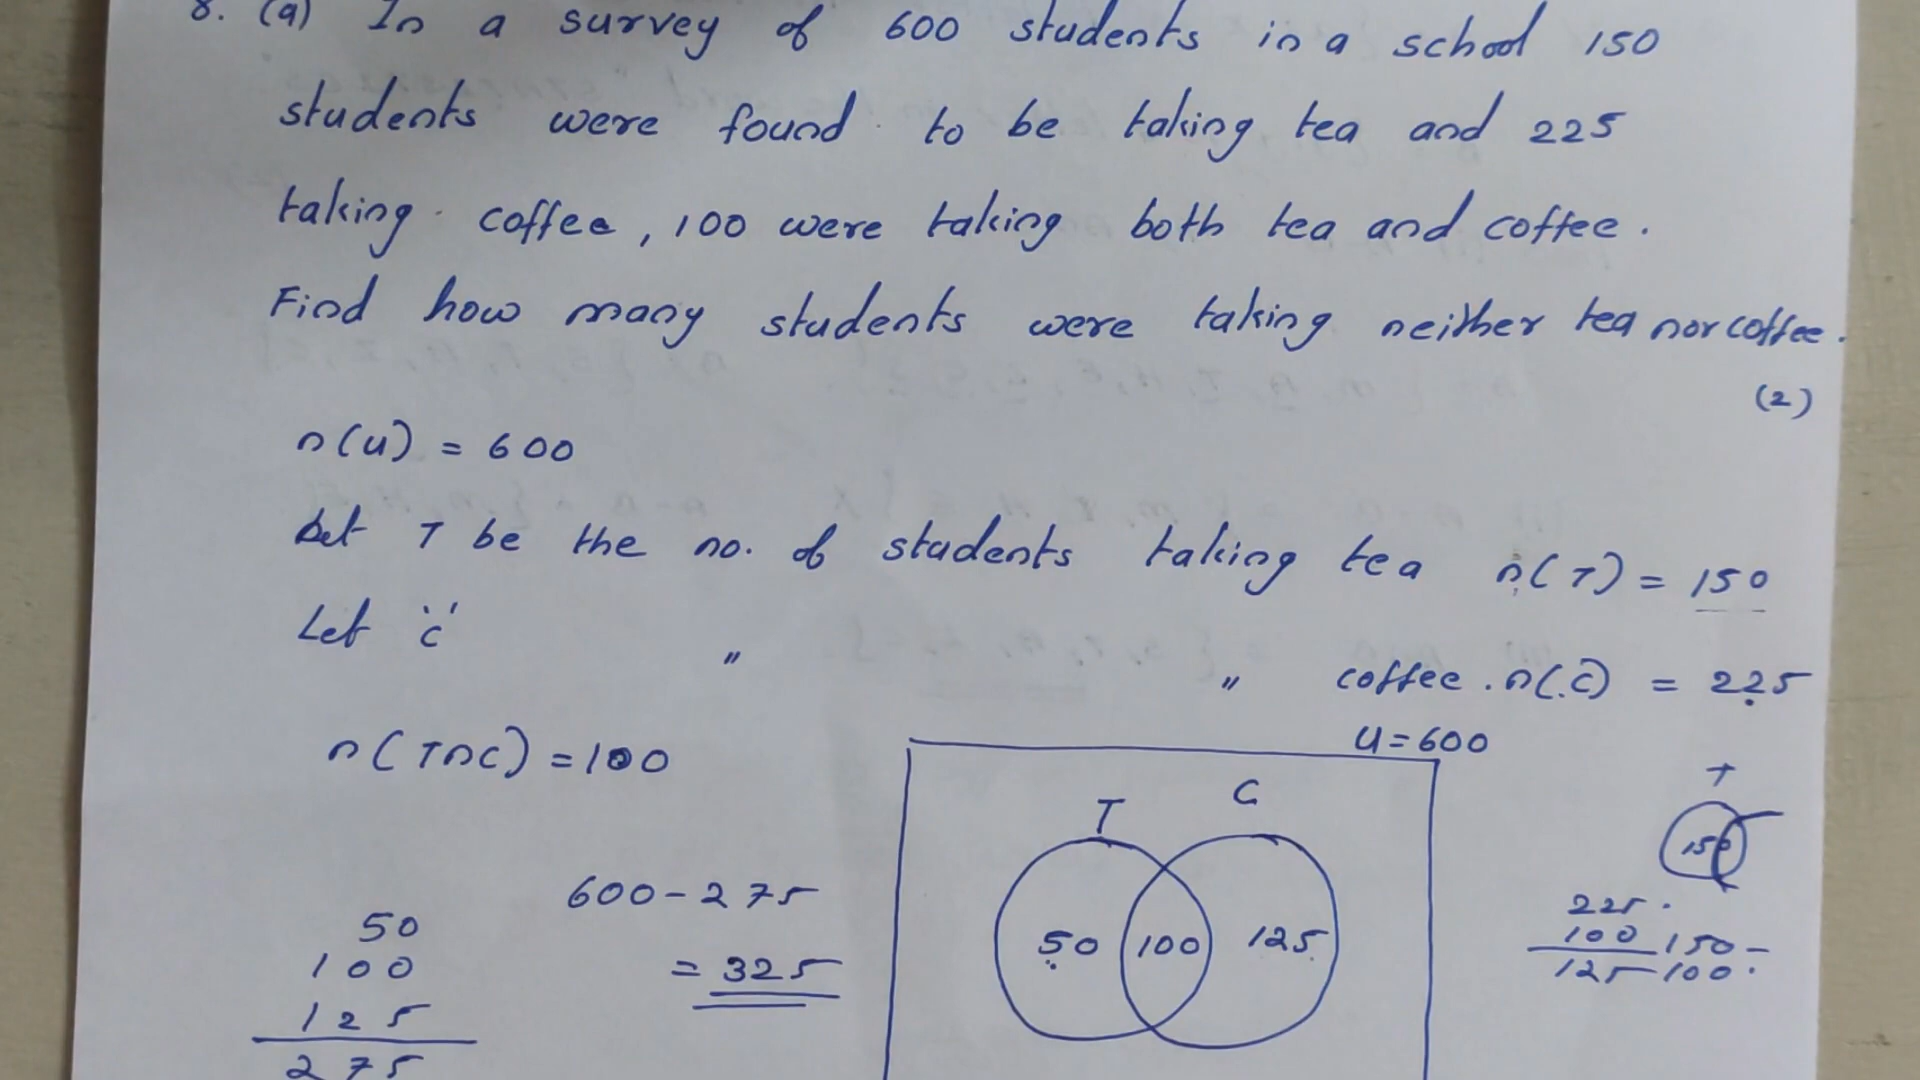 8. (a) In a survey of 600 students in a school 150
students were found to be taking tea and 225
taking coffee, 100 were taking both tea and coffee.
Find how many students were taking neither tea nor coffee.
(2)
n(U) = 600
Let T be the no. of students taking tea n(T) = 150
Let 'C' " " coffee. n(C) = 225
n(T∩C) = 100
U = 600
T C
50 100 125
600 - 275
= 325
50
100
125
275
T
150
225
100
125
150 -
100